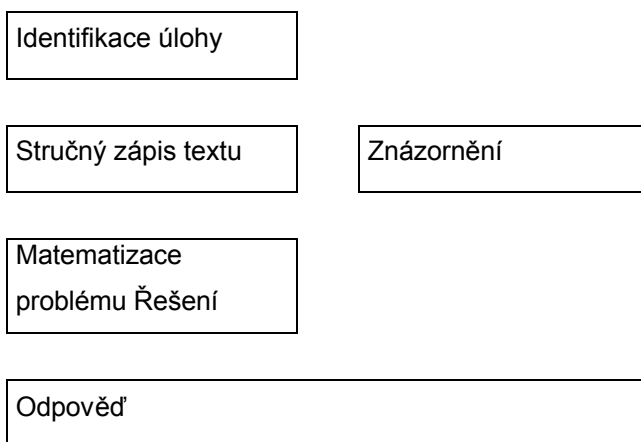 Identifikace úlohy
Stručný zápis textu
Znázornění
Matematizace
problému Řešení
Odpověď